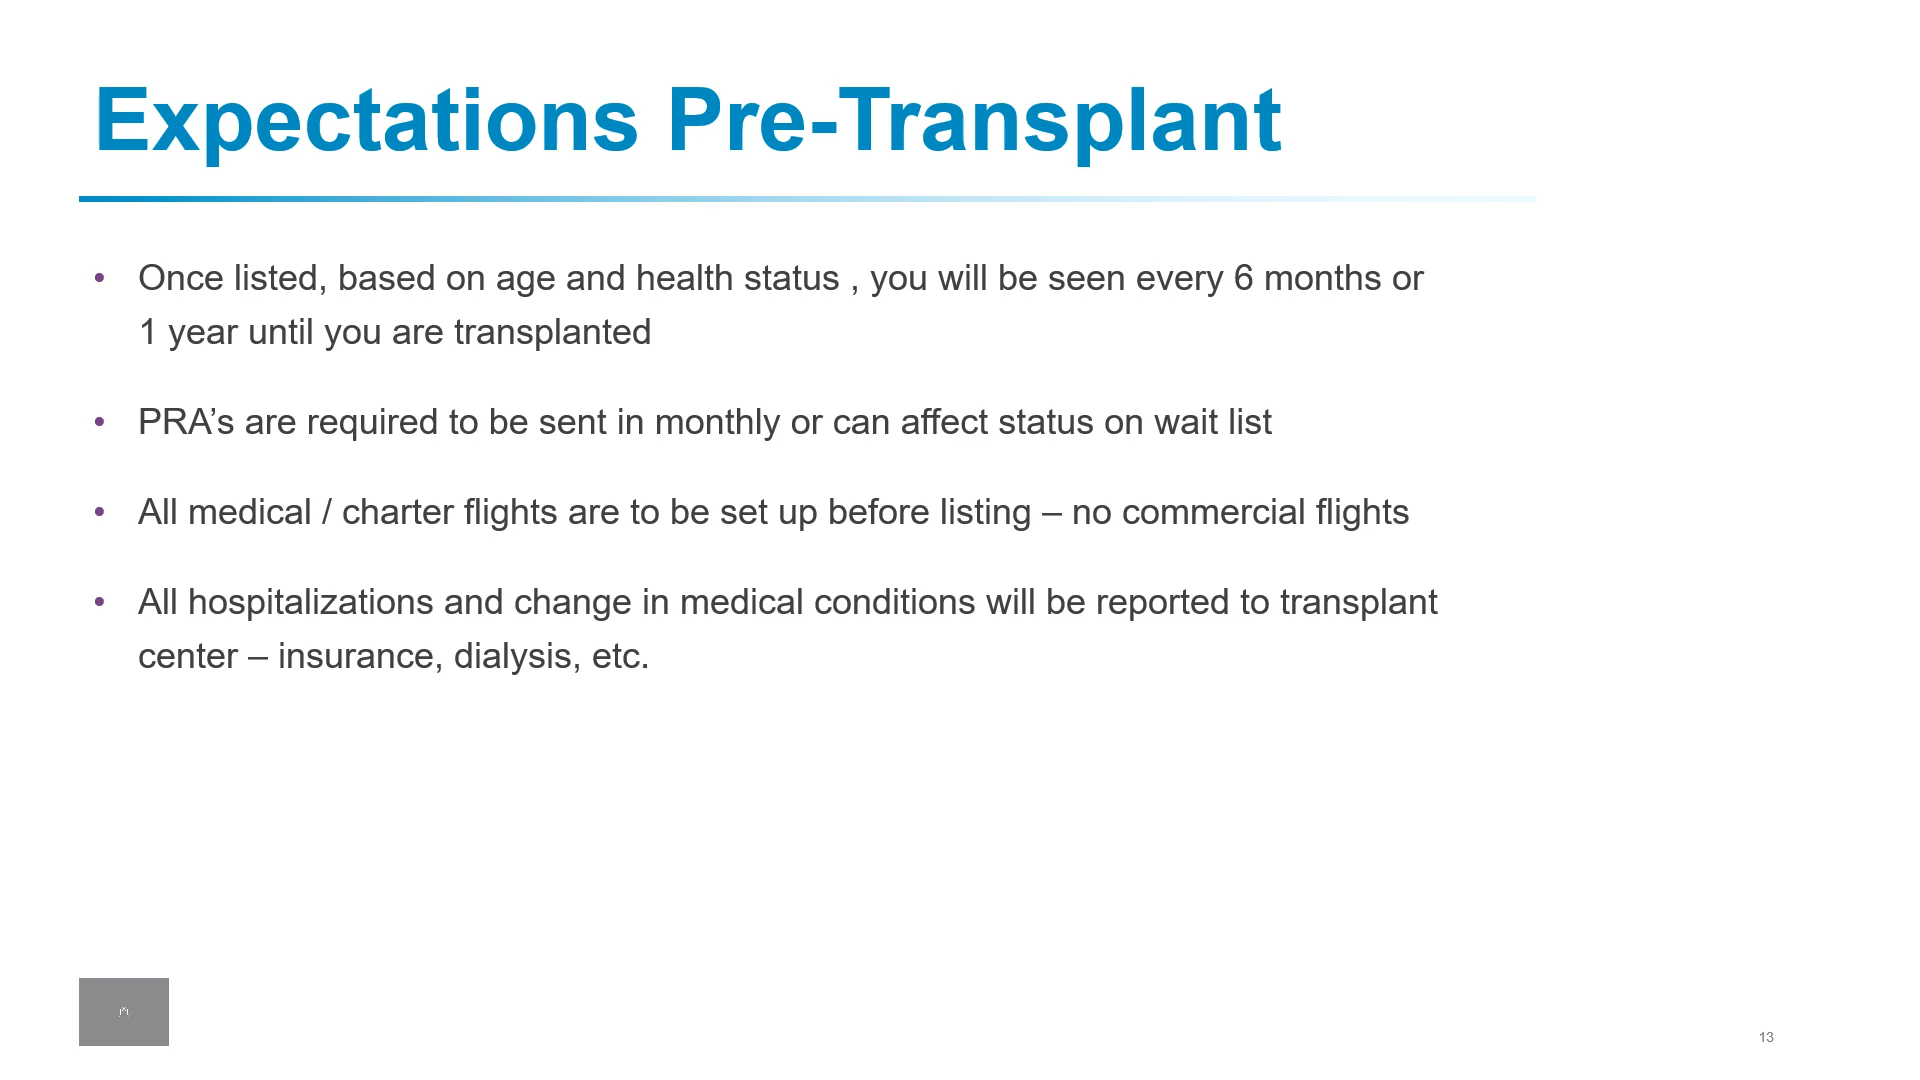 Expectations Pre-Transplant
• Once listed, based on age and health status , you will be seen every 6 months or
1 year until you are transplanted
• PRA’s are required to be sent in monthly or can affect status on wait list
• All medical / charter flights are to be set up before listing – no commercial flights
• All hospitalizations and change in medical conditions will be reported to transplant
center – insurance, dialysis, etc.
13